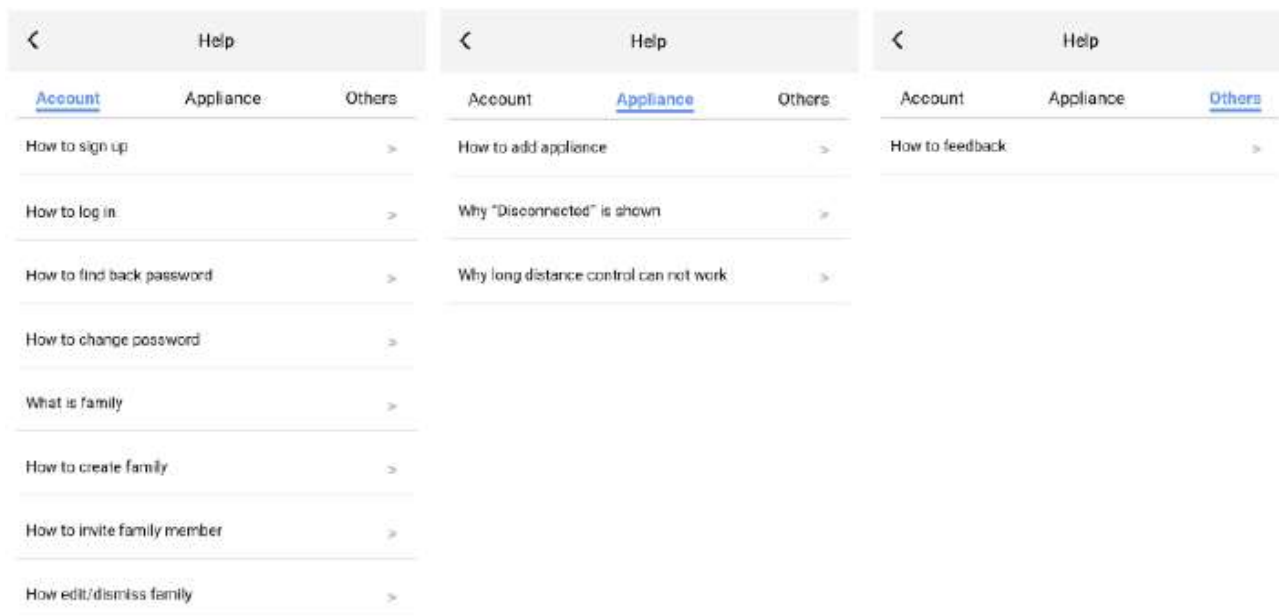 Help
Account Appliance Others
How to sign up >
How to log in >
How to find back password >
How to change password >
What is family >
How to create family >
How to invite family member >
How edit/dismiss family >
Help
Account Appliance Others
How to add appliance >
Why "Disconnected" is shown >
Why long distance control can not work >
Help
Account Appliance Others
How to feedback >